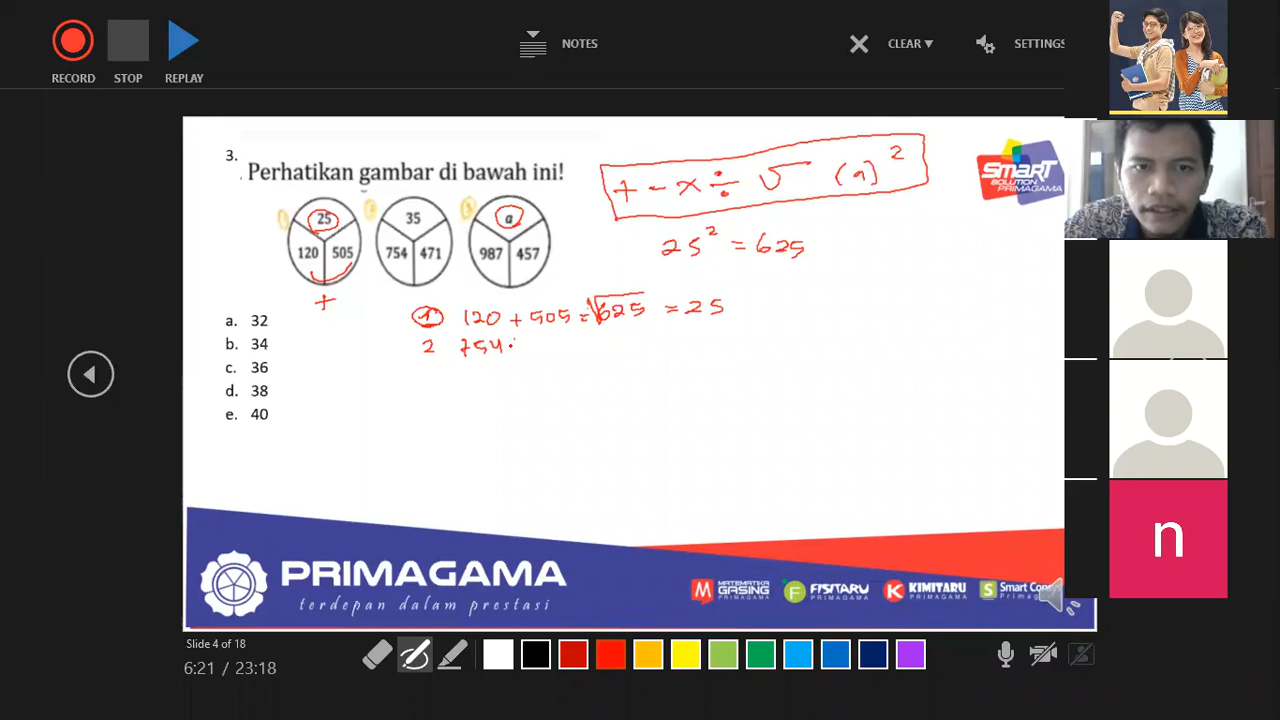 RECORD
STOP
REPLAY
NOTES
CLEAR
SETTINGS
3.
Perhatikan gambar di bawah ini!
25
120 505
35
754 471
a
987 457
+
+ - × ÷ √ (a)²
25² = 625
1 120 + 505 = √625 = 25
2 754
a. 32
b. 34
c. 36
d. 38
e. 40
SMART
SOLUTION
PRIMAGAMA
PRIMAGAMA
terdepan dalam prestasi
M MATEMATIKA
GASING
PRIMAGAMA
F FISITARU
PRIMAGAMA
K KIMITARU
PRIMAGAMA
S Smart Cons
Primaga
n
Slide 4 of 18
6:21 / 23:18